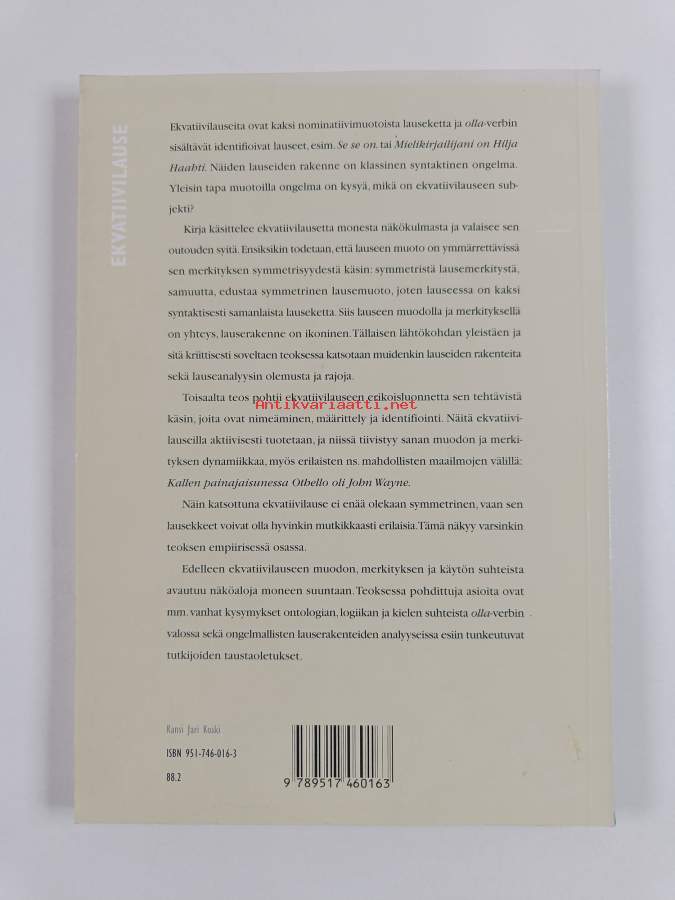 EKVATIIVILAUSE
Ekvatiivilauseita ovat kaksi nominatiivimuotoista lauseketta ja olla-verbin
sisältävät identifioivat lauseet, esim. Se se on. tai Mielikirjailijani on Hilja
Haahti. Näiden lauseiden rakenne on klassinen syntaktinen ongelma.
Yleisin tapa muotoilla ongelma on kysyä, mikä on ekvatiivilauseen sub-
jekti?
Kirja käsittelee ekvatiivilausetta monesta näkökulmasta ja valaisee sen
outouden syitä. Ensiksikin todetaan, että lauseen muoto on ymmärrettävissä
sen merkityksen symmetrisyydestä käsin: symmetristä lausemerkitystä,
samuutta, edustaa symmetrinen lausemuoto, joten lauseessa on kaksi
syntaktisesti samanlaista lauseketta. Siis lauseen muodolla ja merkityksellä
on yhteys, lauserakenne on ikoninen. Tällaisen lähtökohdan yleistäen ja
sitä kriittisesti soveltaen teoksessa katsotaan muidenkin lauseiden rakenteita
sekä lauseanalyysin olemusta ja rajoja.
Toisaalta teos pohtii ekvatiivilauseen erikoisluonnetta sen tehtävistä
Antikvariaatti.net
käsin, joita ovat nimeäminen, määrittely ja identifiointi. Näitä ekvatiivi-
lauseilla aktiivisesti tuotetaan, ja niissä tiivistyy sanan muodon ja merki-
tyksen dynamiikkaa, myös erilaisten ns. mahdollisten maailmojen välillä:
Kallen painajaisunessa Othello oli John Wayne.
Näin katsottuna ekvatiivilause ei enää olekaan symmetrinen, vaan sen
lausekkeet voivat olla hyvinkin mutkikkaasti erilaisia. Tämä näkyy varsinkin
teoksen empiirisessä osassa.
Edelleen ekvatiivilauseen muodon, merkityksen ja käytön suhteista
avautuu näköaloja moneen suuntaan. Teoksessa pohdittuja asioita ovat
mm. vanhat kysymykset ontologian, logiikan ja kielen suhteista olla-verbin
valossa sekä ongelmallisten lauserakenteiden analyyseissa esiin tunkeutuvat
tutkijoiden taustaoletukset.
Kansi Jari Koski
ISBN 951-746-016-3
88.2
9 789517 460163